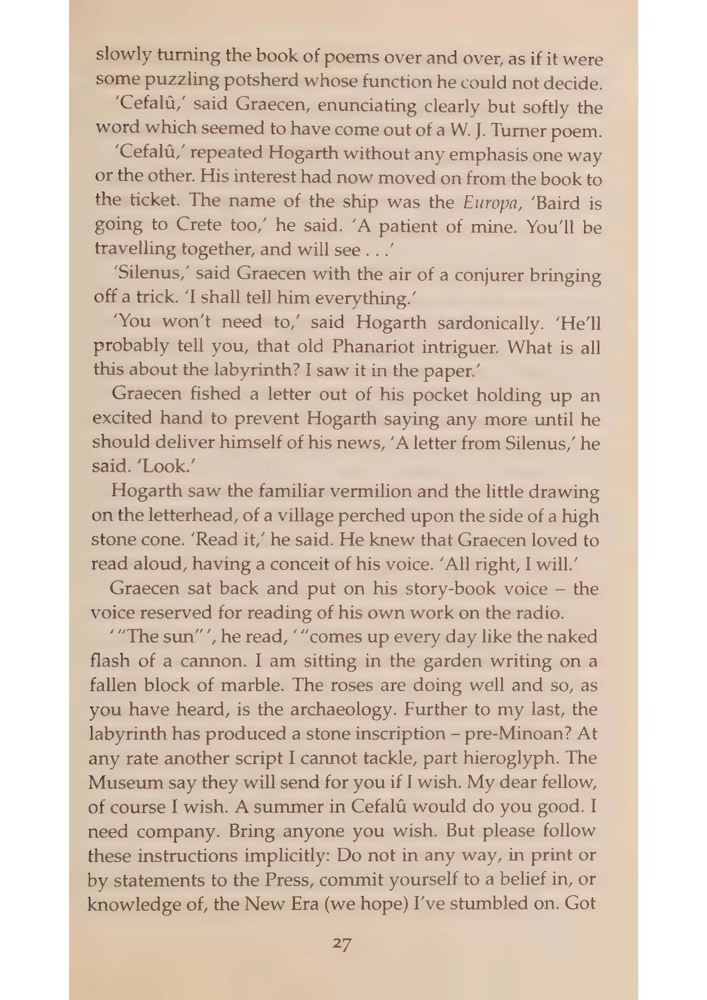 slowly turning the book of poems over and over, as if it were
some puzzling potsherd whose function he could not decide.
‘Cefalû,’ said Graecen, enunciating clearly but softly the
word which seemed to have come out of a W. J. Turner poem.
‘Cefalû,’ repeated Hogarth without any emphasis one way
or the other. His interest had now moved on from the book to
the ticket. The name of the ship was the Europa, ‘Baird is
going to Crete too,’ he said. ‘A patient of mine. You’ll be
travelling together, and will see . . .’
‘Silenus,’ said Graecen with the air of a conjurer bringing
off a trick. ‘I shall tell him everything.’
‘You won’t need to,’ said Hogarth sardonically. ‘He’ll
probably tell you, that old Phanariot intriguer. What is all
this about the labyrinth? I saw it in the paper.’
Graecen fished a letter out of his pocket holding up an
excited hand to prevent Hogarth saying any more until he
should deliver himself of his news, ‘A letter from Silenus,’ he
said. ‘Look.’
Hogarth saw the familiar vermilion and the little drawing
on the letterhead, of a village perched upon the side of a high
stone cone. ‘Read it,’ he said. He knew that Graecen loved to
read aloud, having a conceit of his voice. ‘All right, I will.’
Graecen sat back and put on his story-book voice – the
voice reserved for reading of his own work on the radio.
‘ “The sun” ’, he read, ‘ “comes up every day like the naked
flash of a cannon. I am sitting in the garden writing on a
fallen block of marble. The roses are doing well and so, as
you have heard, is the archaeology. Further to my last, the
labyrinth has produced a stone inscription – pre-Minoan? At
any rate another script I cannot tackle, part hieroglyph. The
Museum say they will send for you if I wish. My dear fellow,
of course I wish. A summer in Cefalû would do you good. I
need company. Bring anyone you wish. But please follow
these instructions implicitly: Do not in any way, in print or
by statements to the Press, commit yourself to a belief in, or
knowledge of, the New Era (we hope) I’ve stumbled on. Got
27